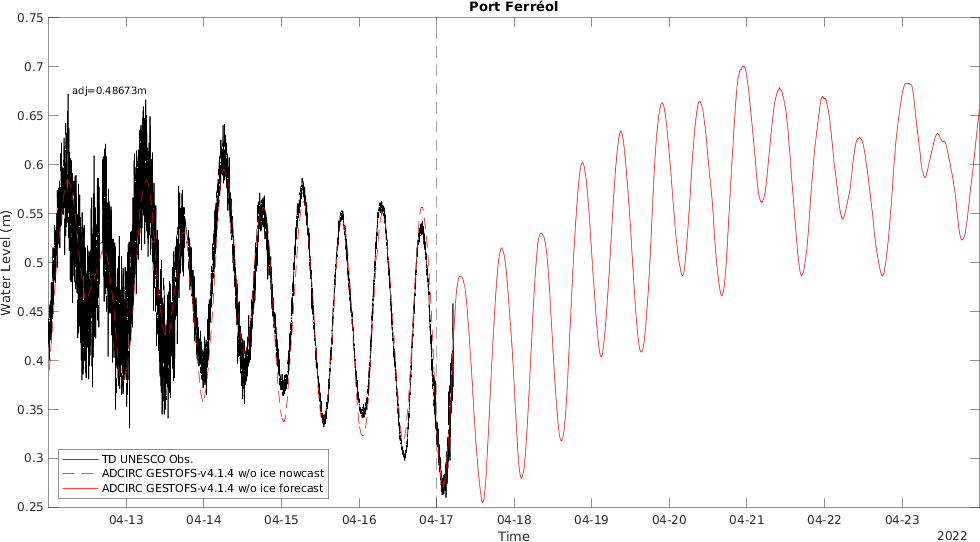 Port Ferréol
adj=0.48673m
Water Level (m)
0.75
0.7
0.65
0.6
0.55
0.5
0.45
0.4
0.35
0.3
0.25
TD UNESCO Obs.
ADCIRC GESTOFS-v4.1.4 w/o ice nowcast
ADCIRC GESTOFS-v4.1.4 w/o ice forecast
04-13 04-14 04-15 04-16 04-17 04-18 04-19 04-20 04-21 04-22 04-23
Time
2022